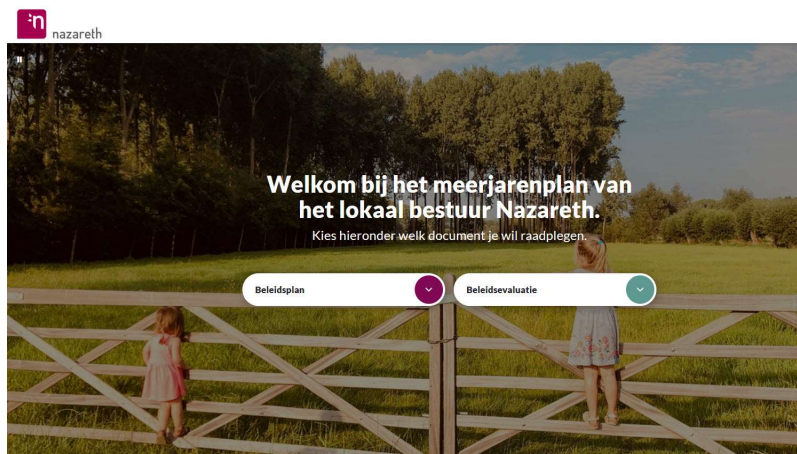 :n
nazareth
Welkom bij het meerjarenplan van
het lokaal bestuur Nazareth.
Kies hieronder welk document je wil raadplegen.
Beleidsplan
Beleidsevaluatie